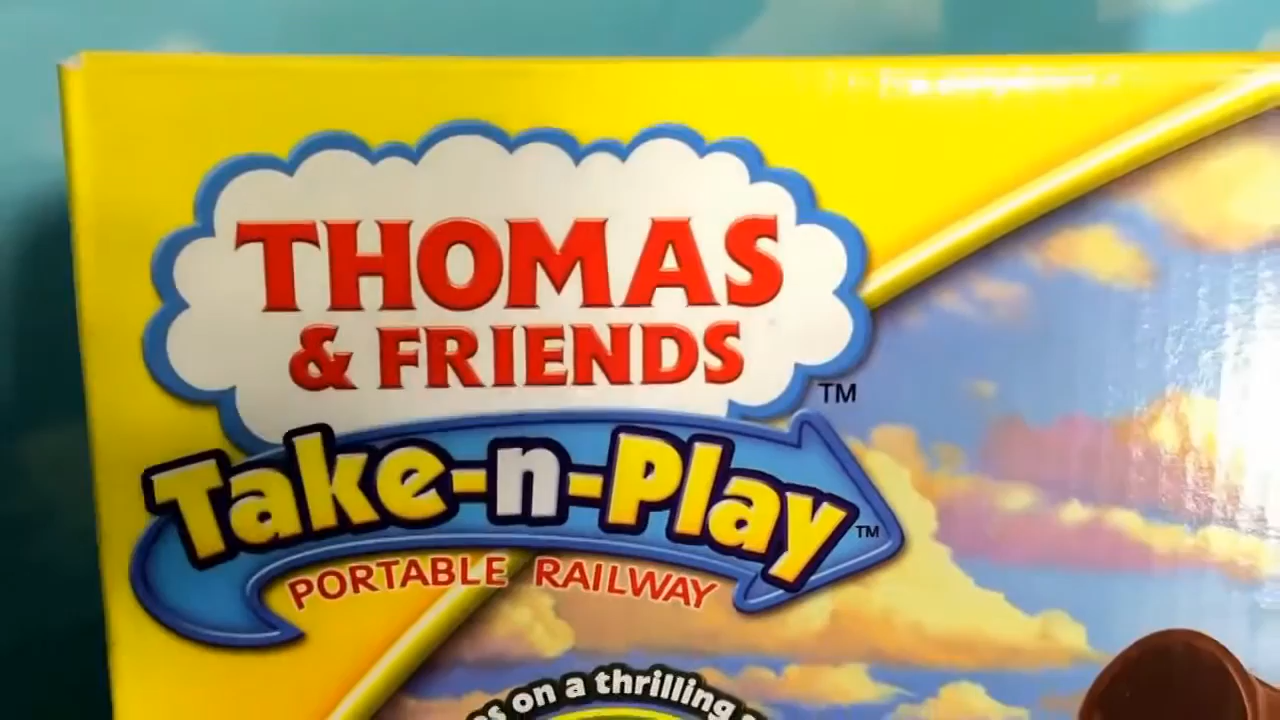 THOMAS
& FRIENDS
TM
Take-n-Play
TM
PORTABLE RAILWAY
on a thrilling